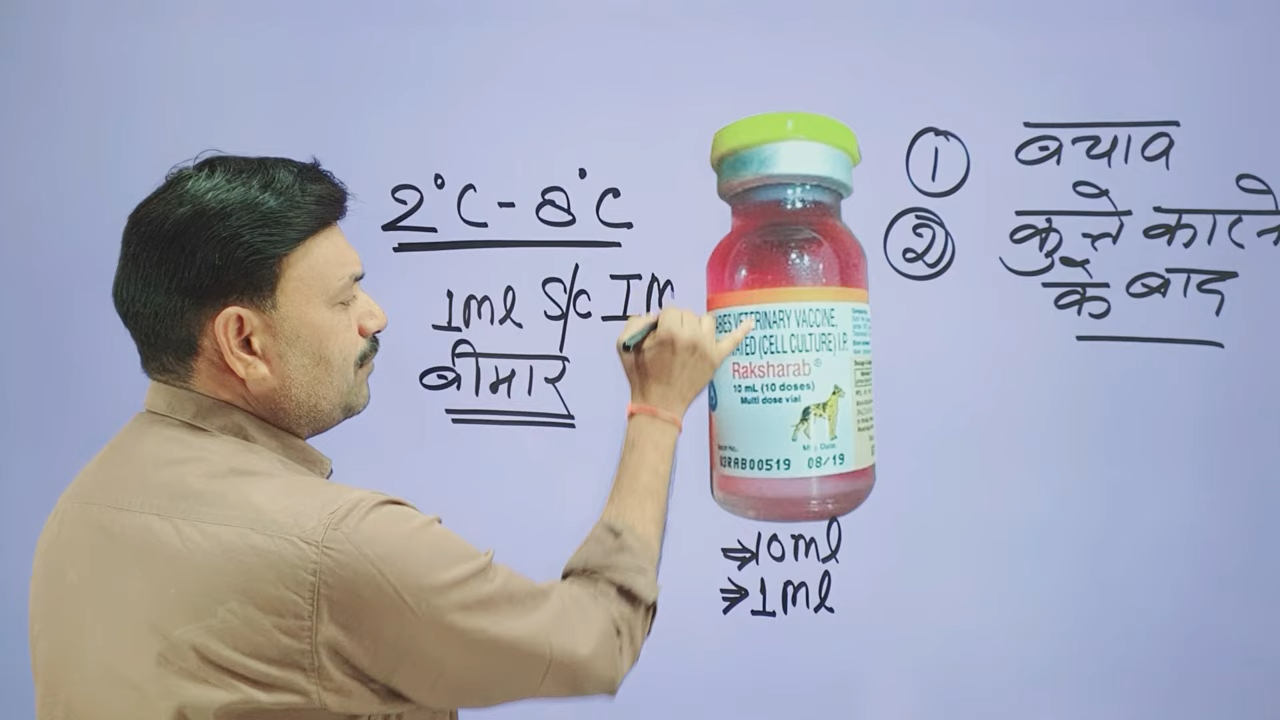 2°C - 8°C
1ml S/C IM
बीमार
RABIES VETERINARY VACCINE,
(CELL CULTURE) I.P.
Raksharab®
10 mL (10 doses)
Multi dose vial
03RAB00519 08/19
⇒10ml
⇒1ml
① बचाव
② कुत्ते काटने
के बाद